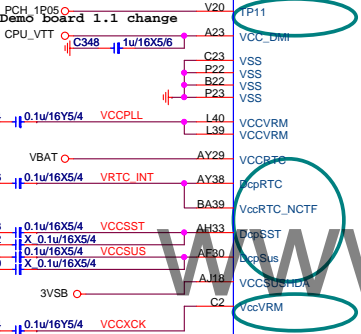 PCH_1P05 V20 TP11
Demo board 1.1 change
CPU_VTT A23 VCC_DMI
C348 1u/16X5/6
C23 VSS
P22 VSS
B22 VSS
P23 VSS
0.1u/16Y5/4 VCCPLL L40 VCCVRM
L39 VCCVRM
VBAT AY29 VCCRTC
0.1u/16X5/4 VRTC_INT AY38 DcpRTC
BA39 VccRTC_NCTF
0.1u/16X5/4 VCCSST AH33 DcpSST
X_0.1u/16X5/4
0.1u/16X5/4 VCCSUS AF30 DcpSus
X_0.1u/16X5/4
AJ18 VCCSUSHDA
3VSB
C2 VccVRM
0.1u/16Y5/4 VCCXCK
WWW